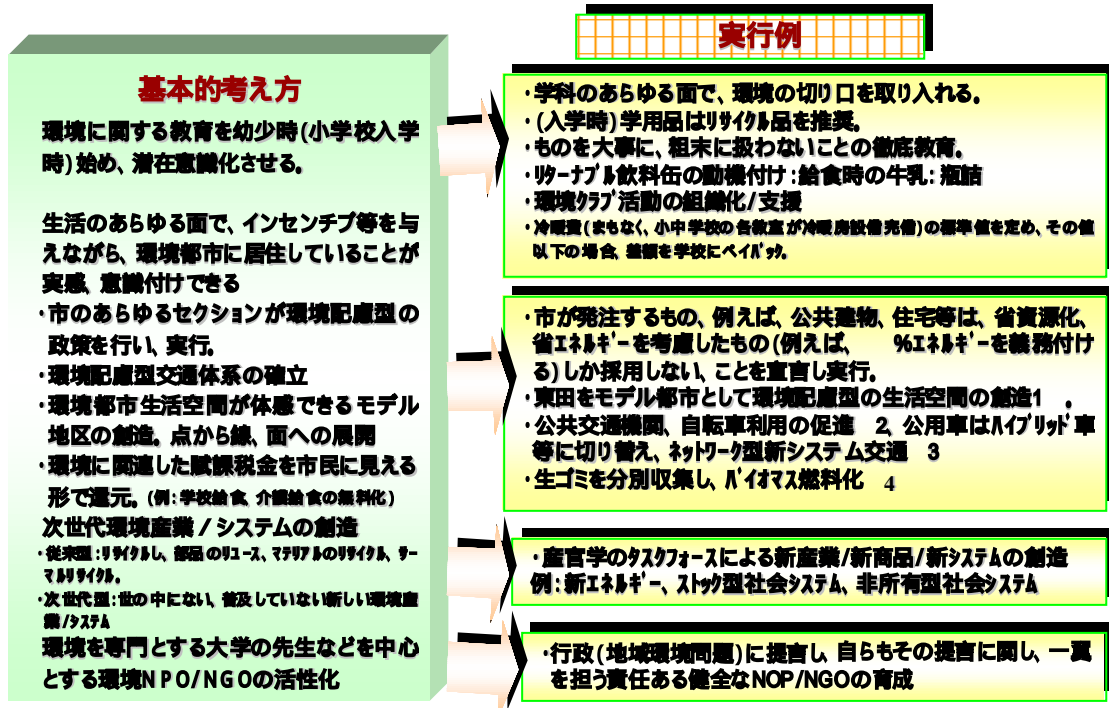 基本的考え方
環境に関する教育を幼少時(小学校入学
時)始め、潜在意識化させる。
生活のあらゆる面で、インセンチブ等を与
えながら、環境都市に居住していることが
実感、意識付けできる
・市のあらゆるセクションが環境配慮型の
政策を行い、実行。
・環境配慮型交通体系の確立
・環境都市生活空間が体感できるモデル
地区の創造。点から線、面への展開
・環境に関連した賦課税金を市民に見える
形で還元。(例:学校給食、介護給食の無料化)
次世代環境産業/システムの創造
・従来型:リサイクルし、部品のリユース、マテリアルのリサイクル、サー
マルリサイクル。
・次世代型:世の中にない、普及していない新しい環境産
業/システム
環境を専門とする大学の先生などを中心
とする環境NPO/NGOの活性化
実行例
・学科のあらゆる面で、環境の切り口を取り入れる。
・(入学時)学用品はリサイクル品を推奨。
・ものを大事に、粗末に扱わないことの徹底教育。
・リターナブル飲料缶の動機付け:給食時の牛乳:瓶詰
・環境クラブ活動の組織化/支援
・冷暖費(まもなく、小中学校の各教室が冷暖房設備完備)の標準値を定め、その値
以下の場合、差額を学校にペイバック。
・市が発注するもの、例えば、公共建物、住宅等は、省資源化、
省エネルギーを考慮したもの(例えば、 %エネルギーを義務付け
る)しか採用しない、ことを宣言し実行。
・東田をモデル都市として環境配慮型の生活空間の創造1 。
・公共交通機関、自転車利用の促進 2、公用車はハイブリッド車
等に切り替え、ネットワーク型新システム交通 3
・生ゴミを分別収集し、バイオマス燃料化 4
・産官学のタスクフォースによる新産業/新商品/新システムの創造
例:新エネルギー、ストック型社会システム、非所有型社会システム
・行政(地域環境問題)に提言し、自らもその提言に関し、一翼
を担う責任ある健全なNOP/NGOの育成